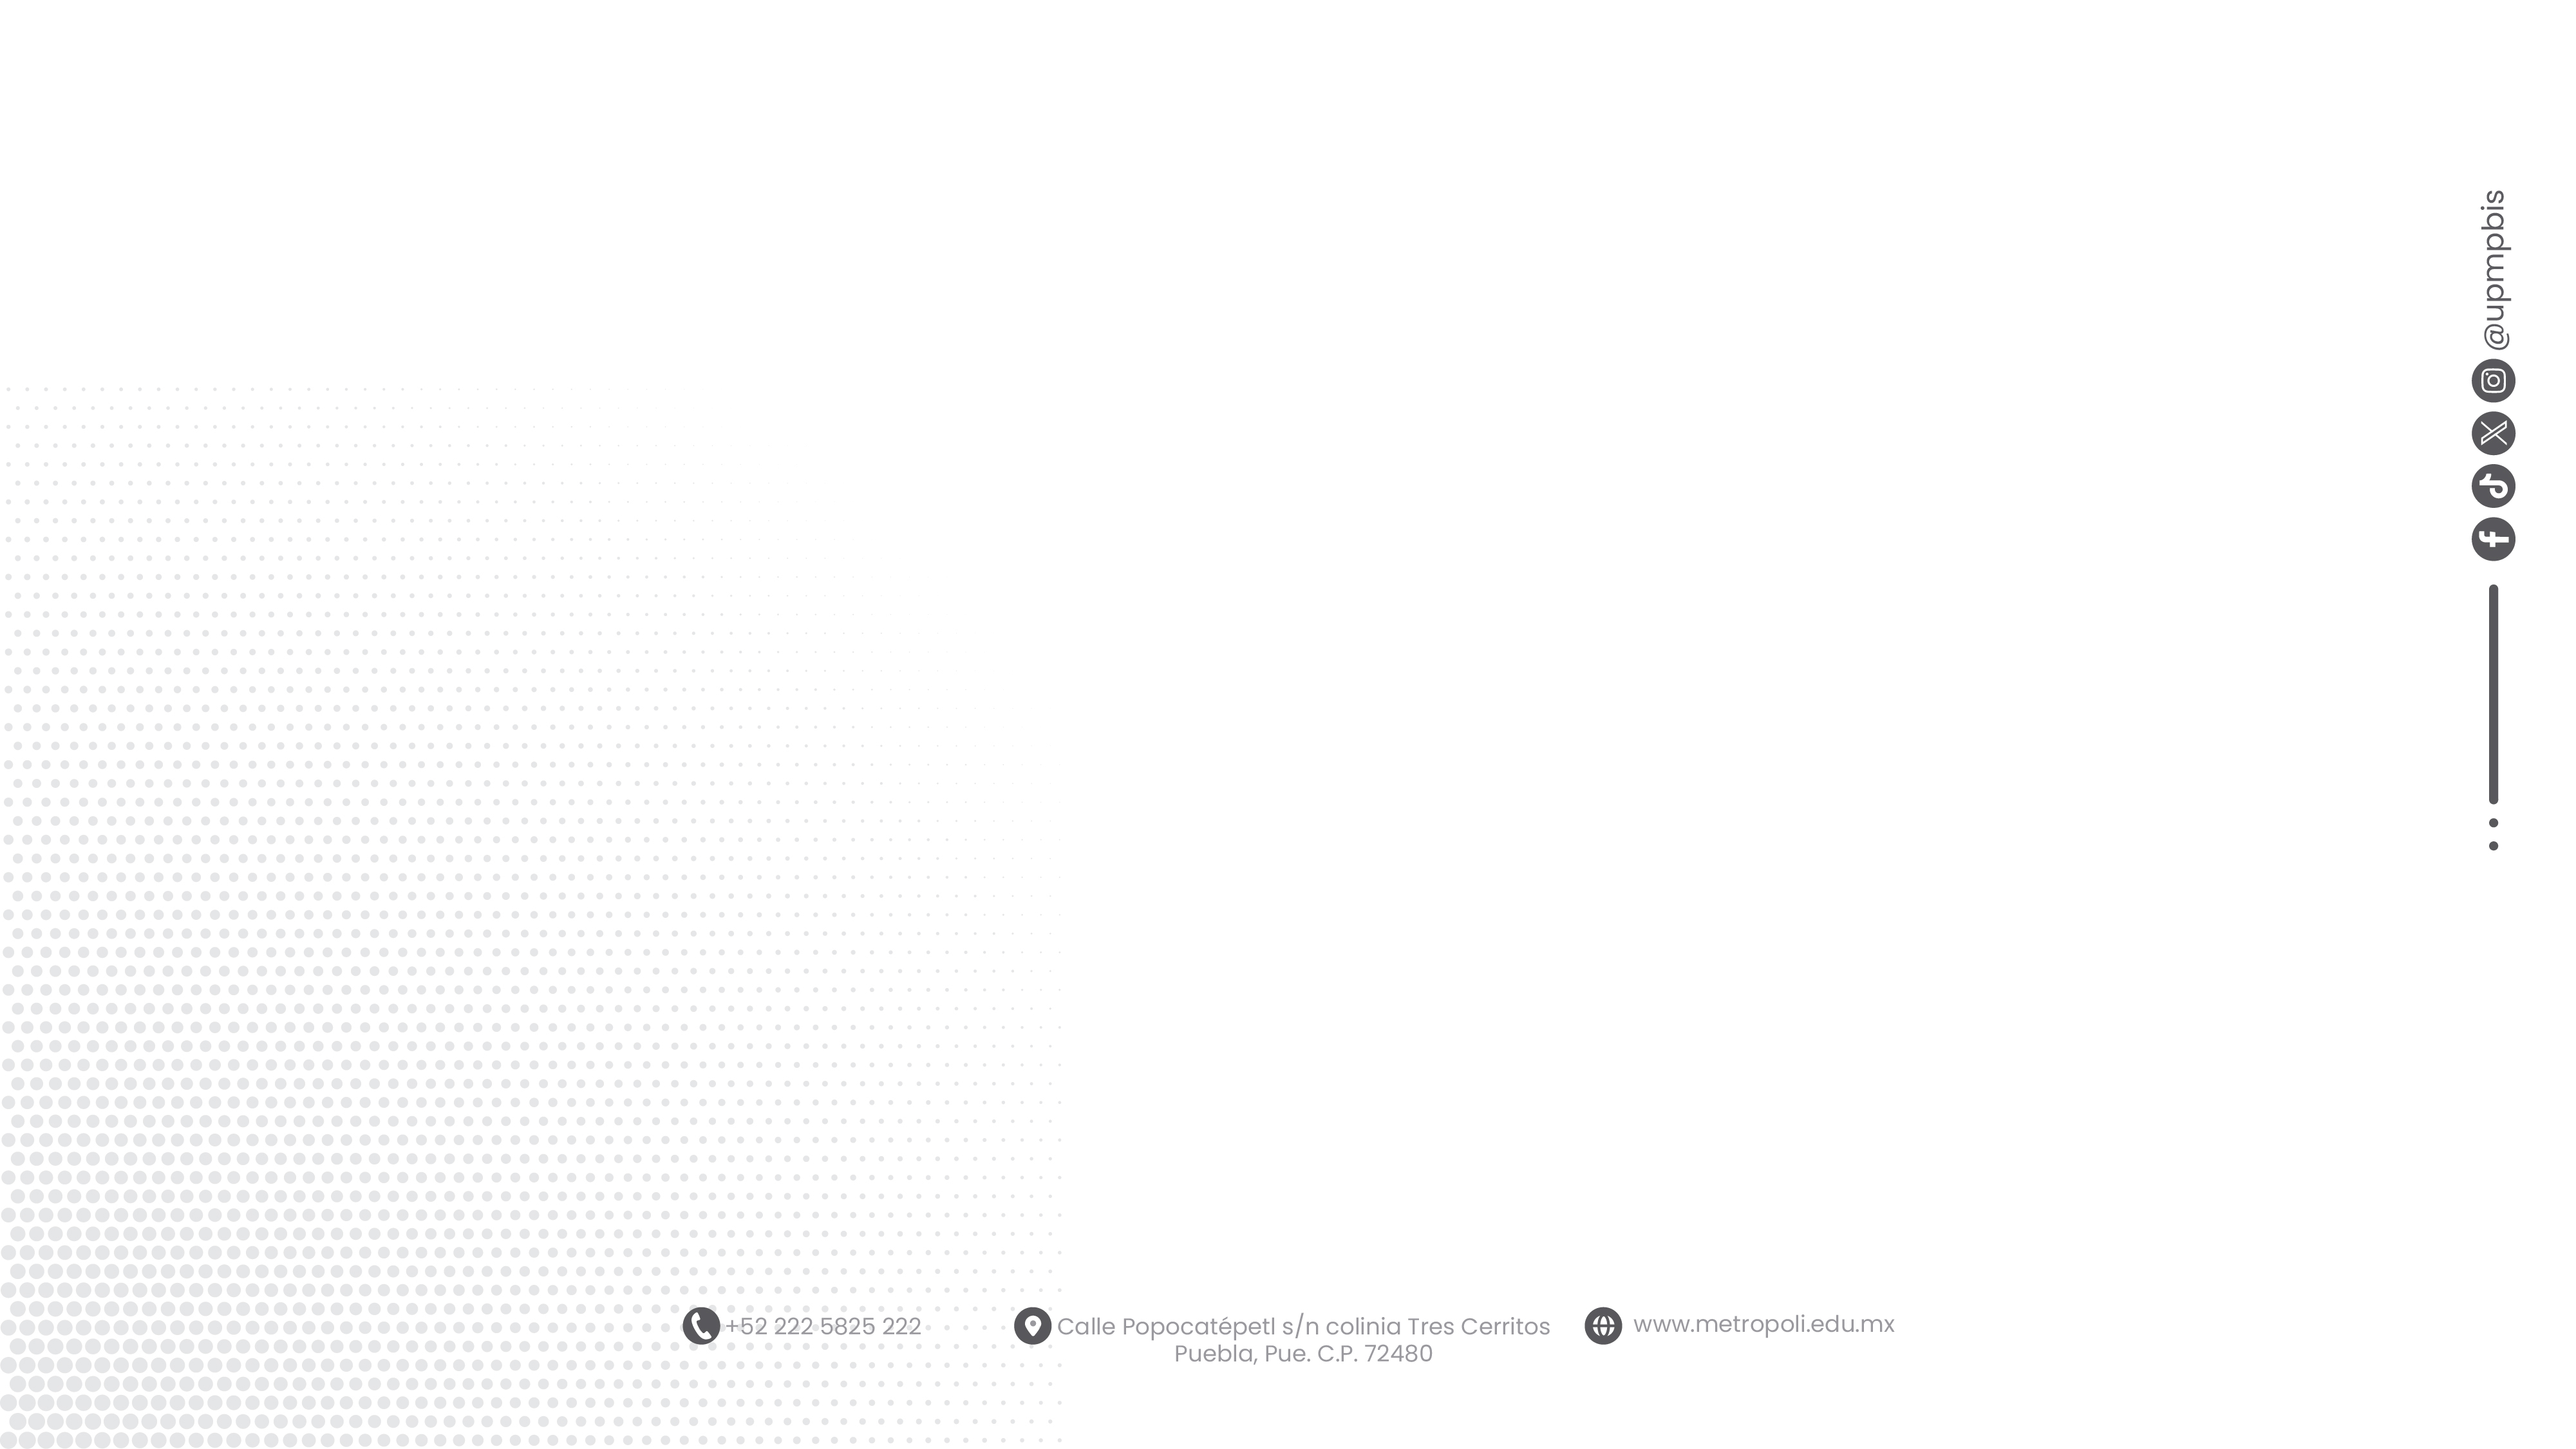 @upmpbis
+52 222 5825 222
Calle Popocatépetl s/n colinia Tres Cerritos
Puebla, Pue. C.P. 72480
www.metropoli.edu.mx